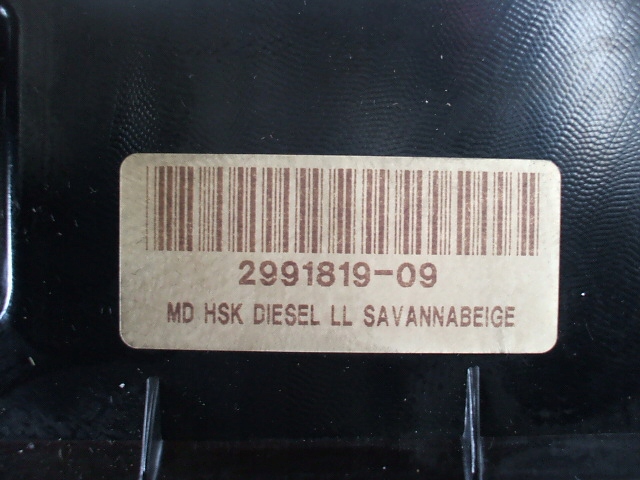 2991819-09
MD HSK DIESEL LL SAVANNABEIGE